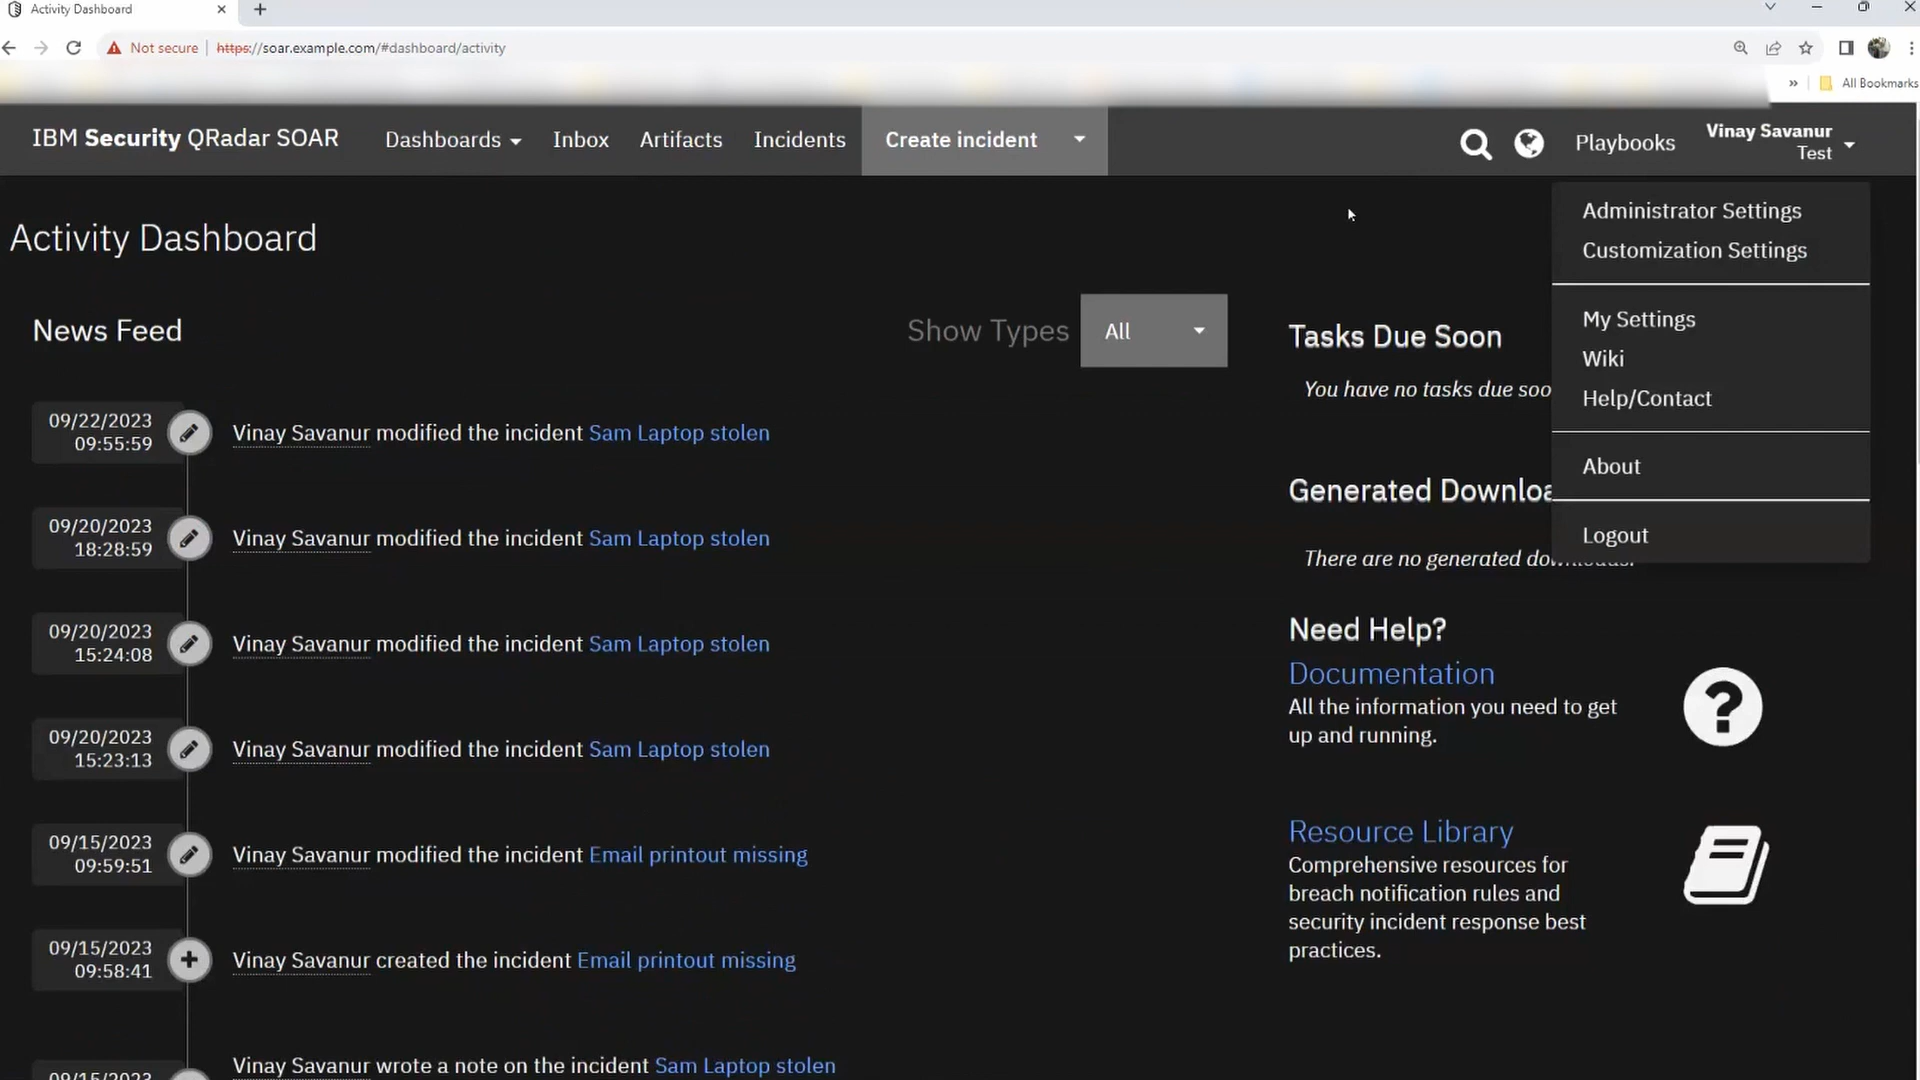 Activity Dashboard
Not secure
https://soar.example.com/#dashboard/activity
All Bookmarks
IBM Security QRadar SOAR
Dashboards
Inbox
Artifacts
Incidents
Create incident
Playbooks
Vinay Savanur
Test
Administrator Settings
Customization Settings
My Settings
Wiki
Help/Contact
About
Logout
Activity Dashboard
News Feed
Show Types
All
09/22/2023
09:55:59
Vinay Savanur modified the incident Sam Laptop stolen
09/20/2023
18:28:59
Vinay Savanur modified the incident Sam Laptop stolen
09/20/2023
15:24:08
Vinay Savanur modified the incident Sam Laptop stolen
09/20/2023
15:23:13
Vinay Savanur modified the incident Sam Laptop stolen
09/15/2023
09:59:51
Vinay Savanur modified the incident Email printout missing
09/15/2023
09:58:41
Vinay Savanur created the incident Email printout missing
09/15/2023
Vinay Savanur wrote a note on the incident Sam Laptop stolen
Tasks Due Soon
You have no tasks due soo
Generated Downloa
There are no generated downloads.
Need Help?
Documentation
All the information you need to get
up and running.
Resource Library
Comprehensive resources for
breach notification rules and
security incident response best
practices.